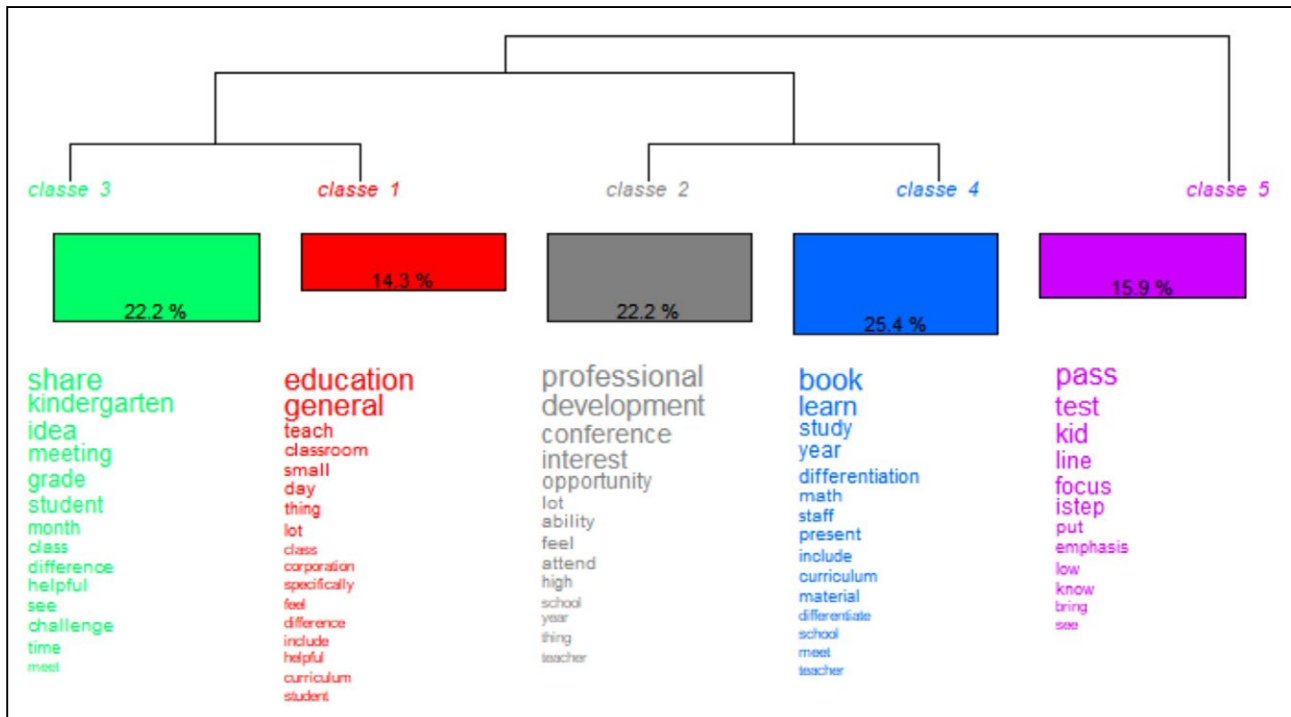 classe 3
classe 1
classe 2
classe 4
classe 5
22.2 %
14.3 %
22.2 %
25.4 %
15.9 %
share
kindergarten
idea
meeting
grade
student
month
class
difference
helpful
see
challenge
time
meet
education
general
teach
classroom
small
day
thing
lot
class
corporation
specifically
feel
difference
include
helpful
curriculum
student
professional
development
conference
interest
opportunity
lot
ability
feel
attend
high
school
year
thing
teacher
book
learn
study
year
differentiation
math
staff
present
include
curriculum
material
differentiate
school
meet
teacher
pass
test
kid
line
focus
istep
put
emphasis
low
know
bring
see